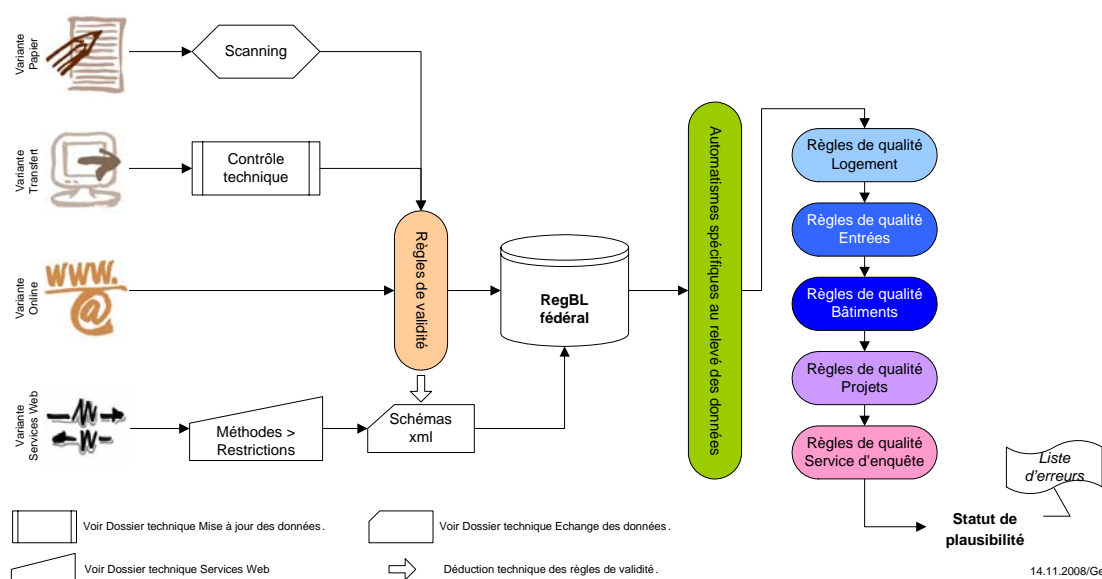 Variante
Papier
Scanning
Variante
Transfert
Contrôle
technique
Variante
Online
www.
@
Règles de validité
RegBL
fédéral
Variante
Services Web
Méthodes >
Restrictions
Schémas
xml
Automatismes spécifiques au relevé des données
Règles de qualité
Logement
Règles de qualité
Entrées
Règles de qualité
Bâtiments
Règles de qualité
Projets
Règles de qualité
Service d'enquête
Liste
d'erreurs
Statut de
plausibilité
Voir Dossier technique Mise à jour des données.
Voir Dossier technique Echange des données.
Voir Dossier technique Services Web
Déduction technique des règles de validité.
14.11.2008/Ge